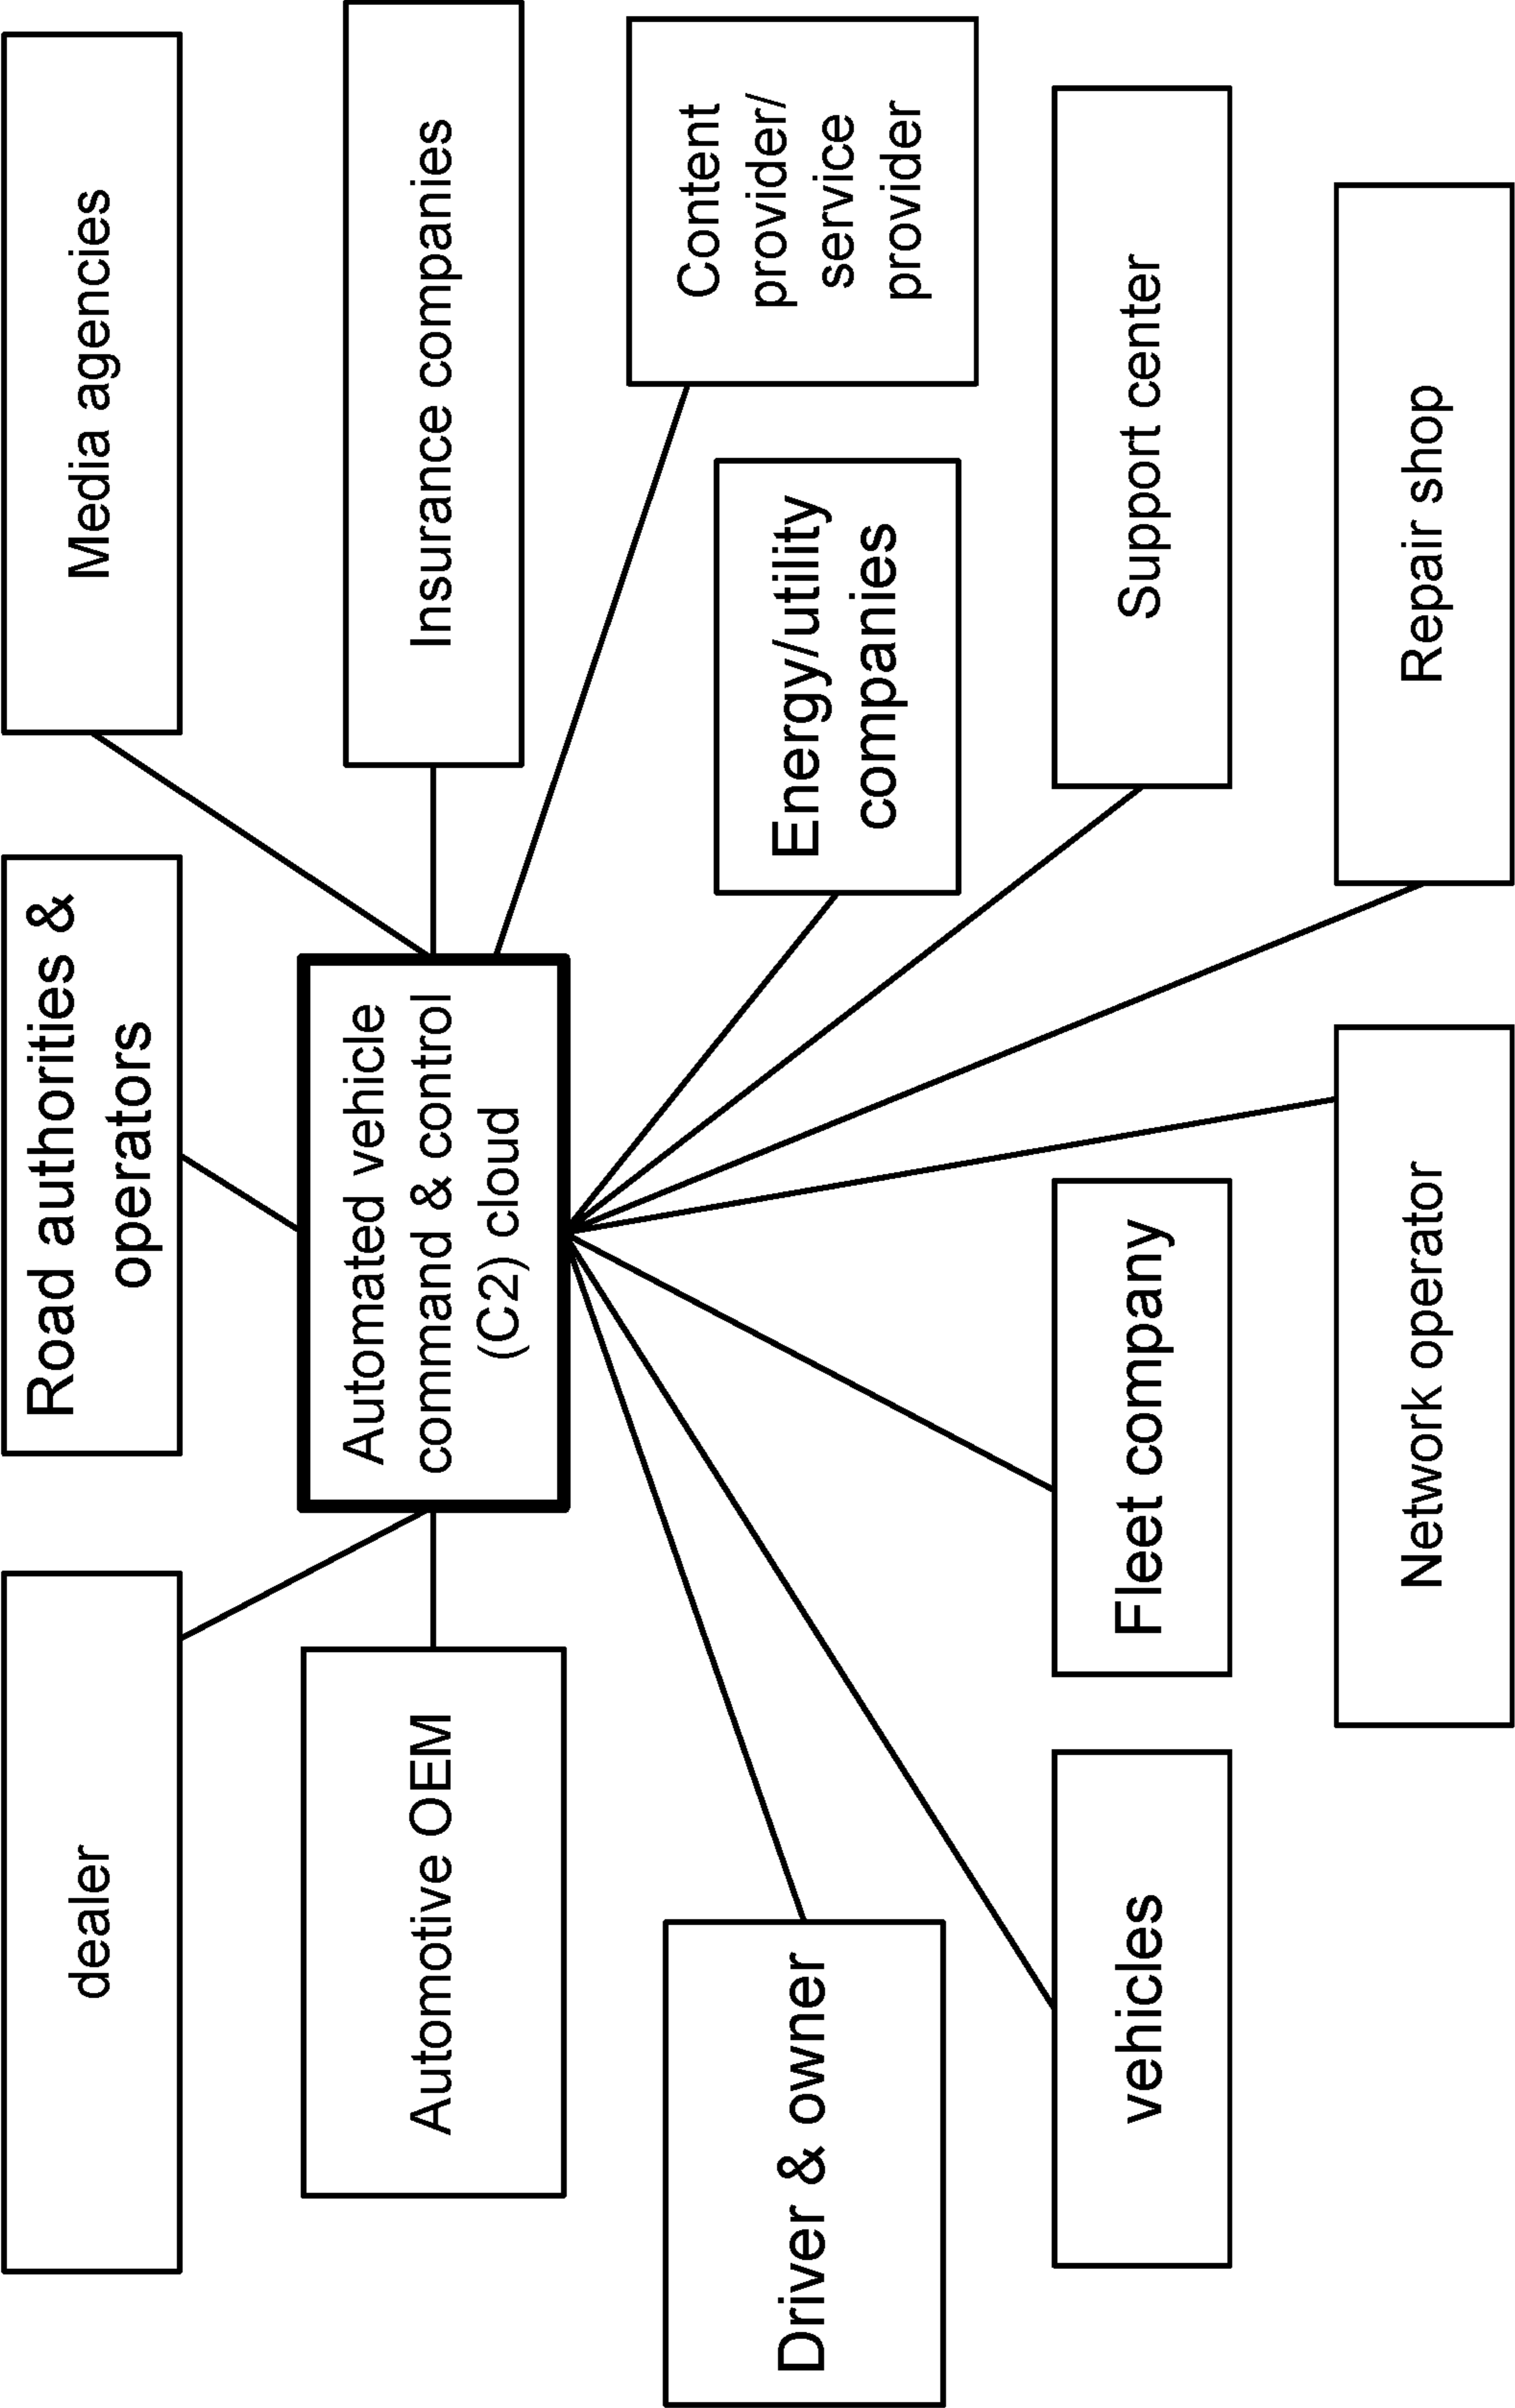 dealer
Road authorities &
operators
Media agencies
Automotive OEM
Automated vehicle
command & control
(C2) cloud
Insurance companies
Driver & owner
Energy/utility
companies
Content
provider/
service
provider
vehicles
Fleet company
Support center
Network operator
Repair shop